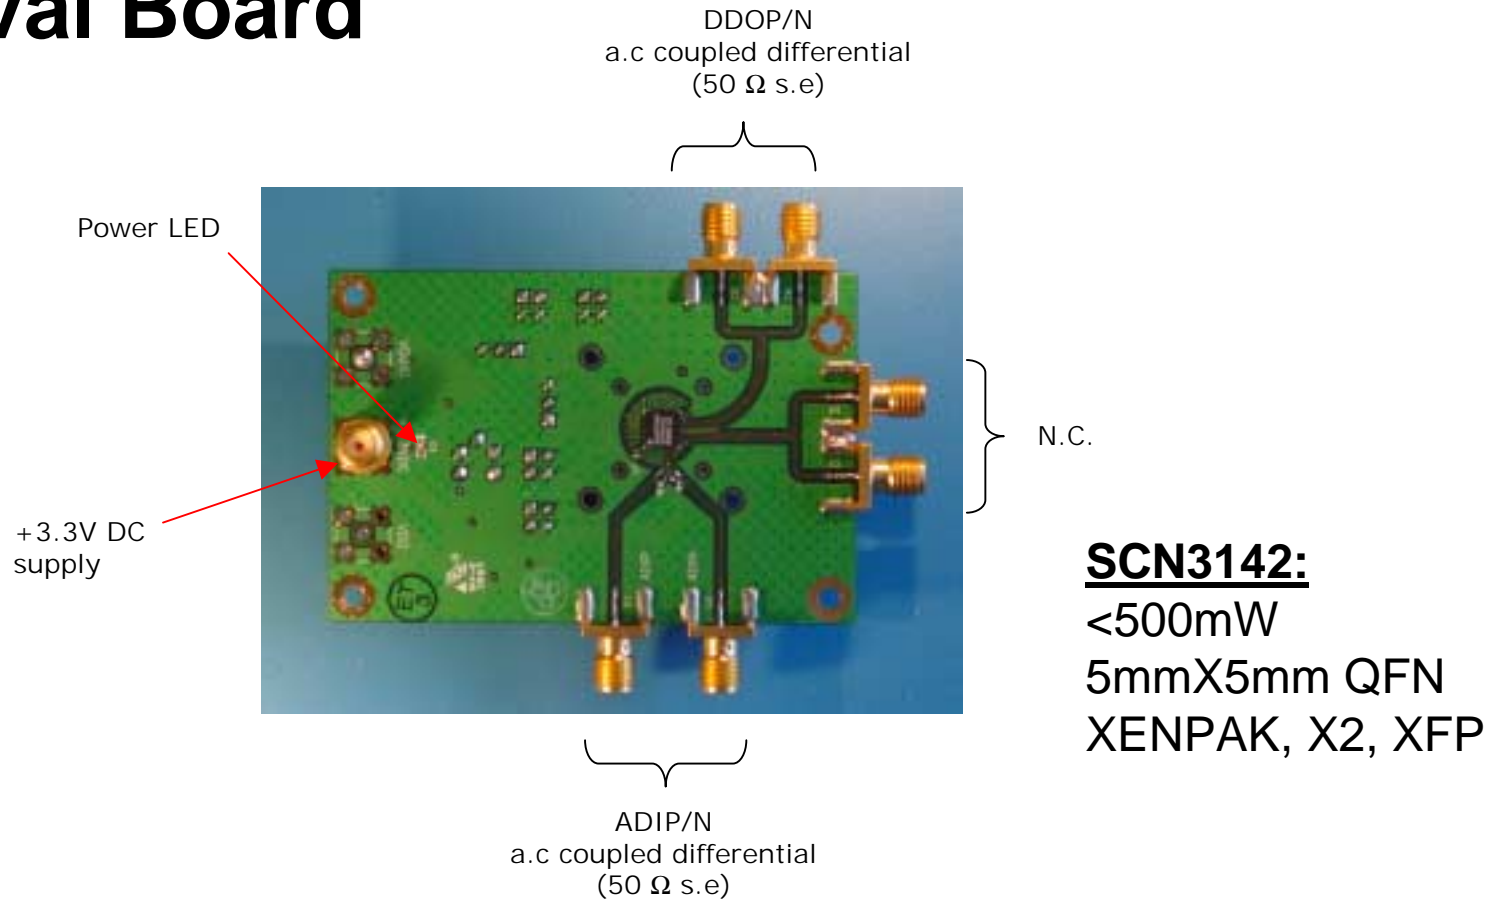 val Board
DDOP/N
a.c coupled differential
(50 Ω s.e)
Power LED
N.C.
+3.3V DC
supply
SCN3142:
<500mW
5mmX5mm QFN
XENPAK, X2, XFP
ADIP/N
a.c coupled differential
(50 Ω s.e)